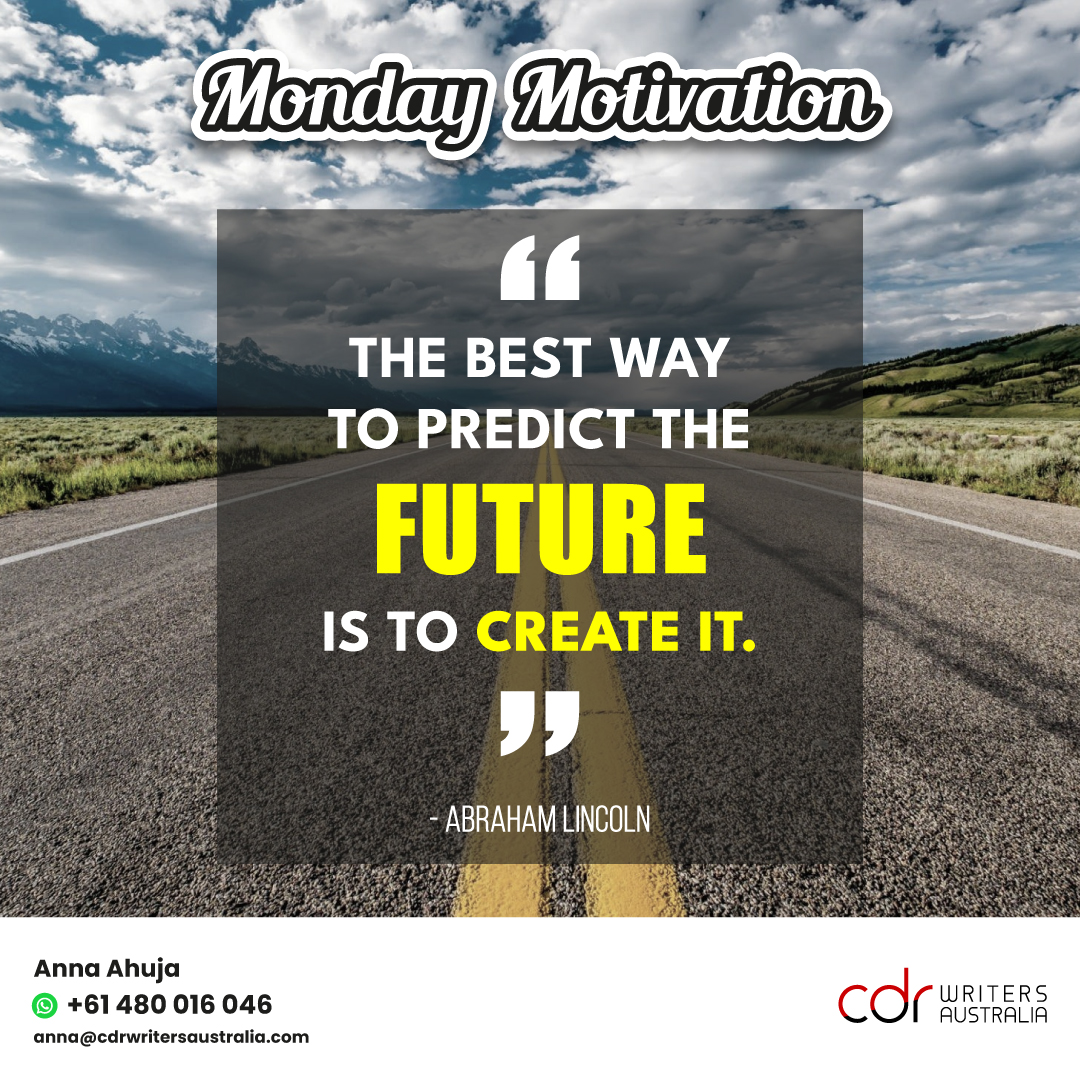 Monday Motivation
“
THE BEST WAY
TO PREDICT THE
FUTURE
IS TO CREATE IT.
”
- ABRAHAM LINCOLN
Anna Ahuja
+61 480 016 046
anna@cdrwritersaustralia.com
cdr WRITERS
AUSTRALIA